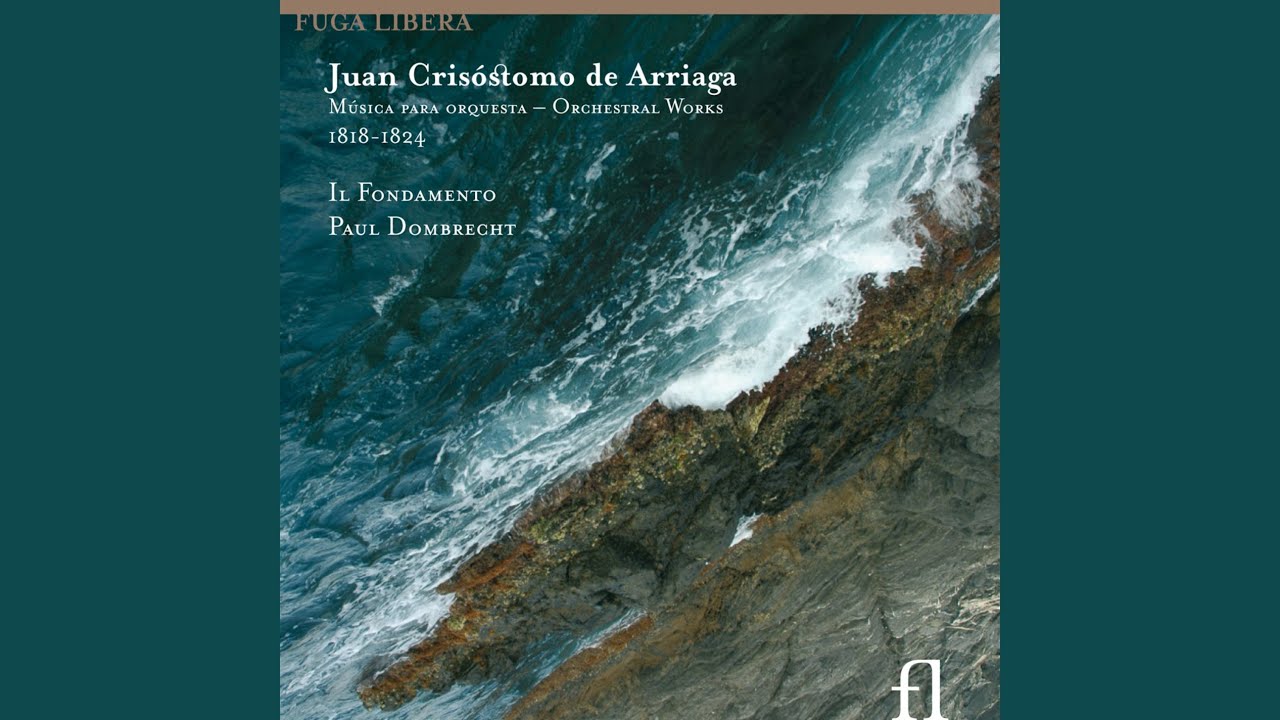 FUGA LIBERA
Juan Crisóstomo de Arriaga
Música para orquesta – Orchestral Works
1818-1824
Il Fondamento
Paul Dombrecht
fl